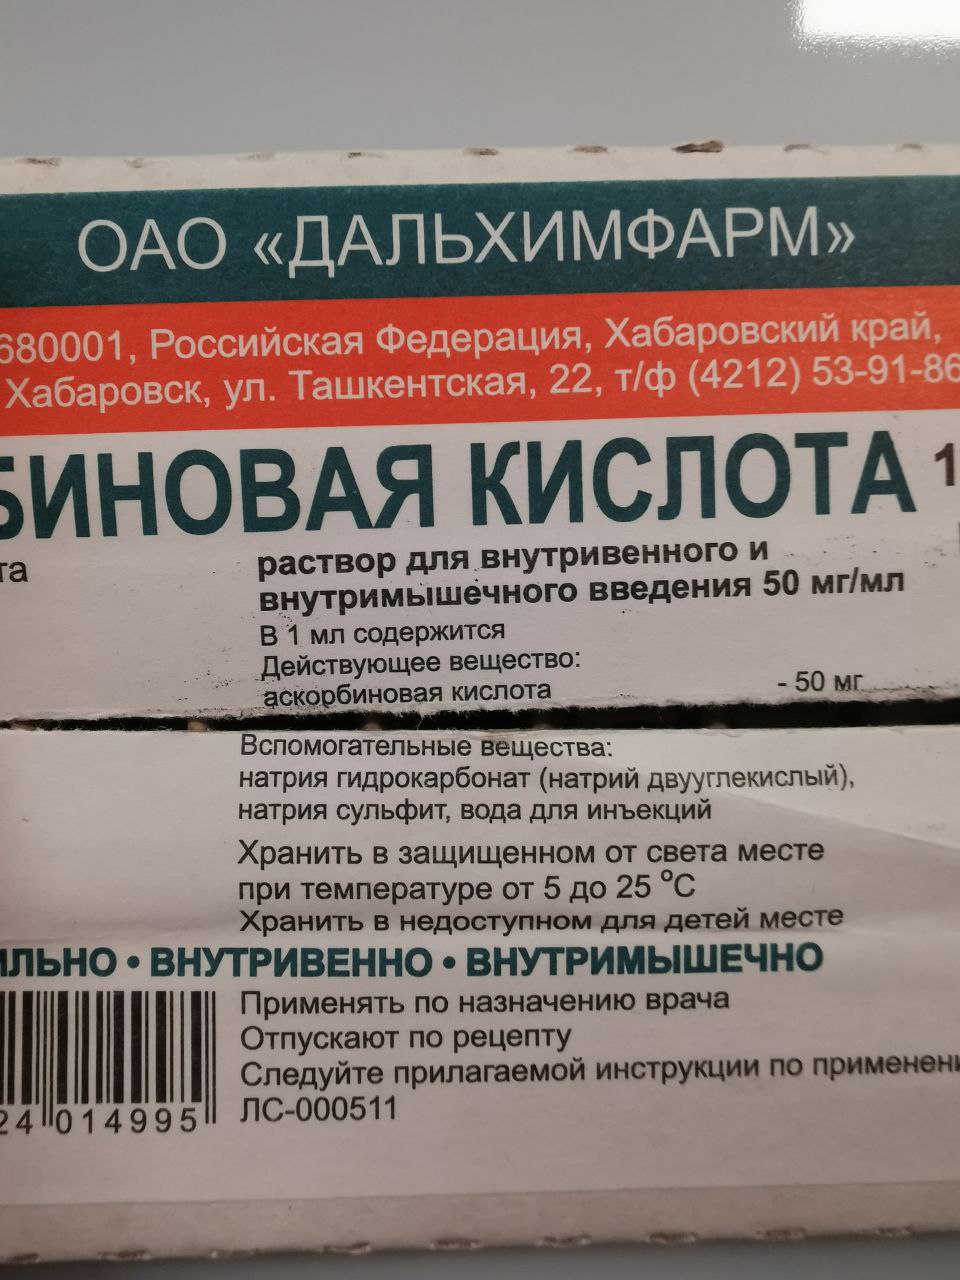 ОАО «ДАЛЬХИМФАРМ»
680001, Российская Федерация, Хабаровский край,
Хабаровск, ул. Ташкентская, 22, т/ф (4212) 53-91-86
БИНОВАЯ КИСЛОТА 1
та
раствор для внутривенного и
внутримышечного введения 50 мг/мл
В 1 мл содержится
Действующее вещество:
аскорбиновая кислота - 50 мг
Вспомогательные вещества:
натрия гидрокарбонат (натрий двууглекислый),
натрия сульфит, вода для инъекций
Хранить в защищенном от света месте
при температуре от 5 до 25 °С
Хранить в недоступном для детей месте
ИЛЬНО • ВНУТРИВЕННО • ВНУТРИМЫШЕЧНО
Применять по назначению врача
Отпускают по рецепту
Следуйте прилагаемой инструкции по применени
ЛС-000511
24 014995